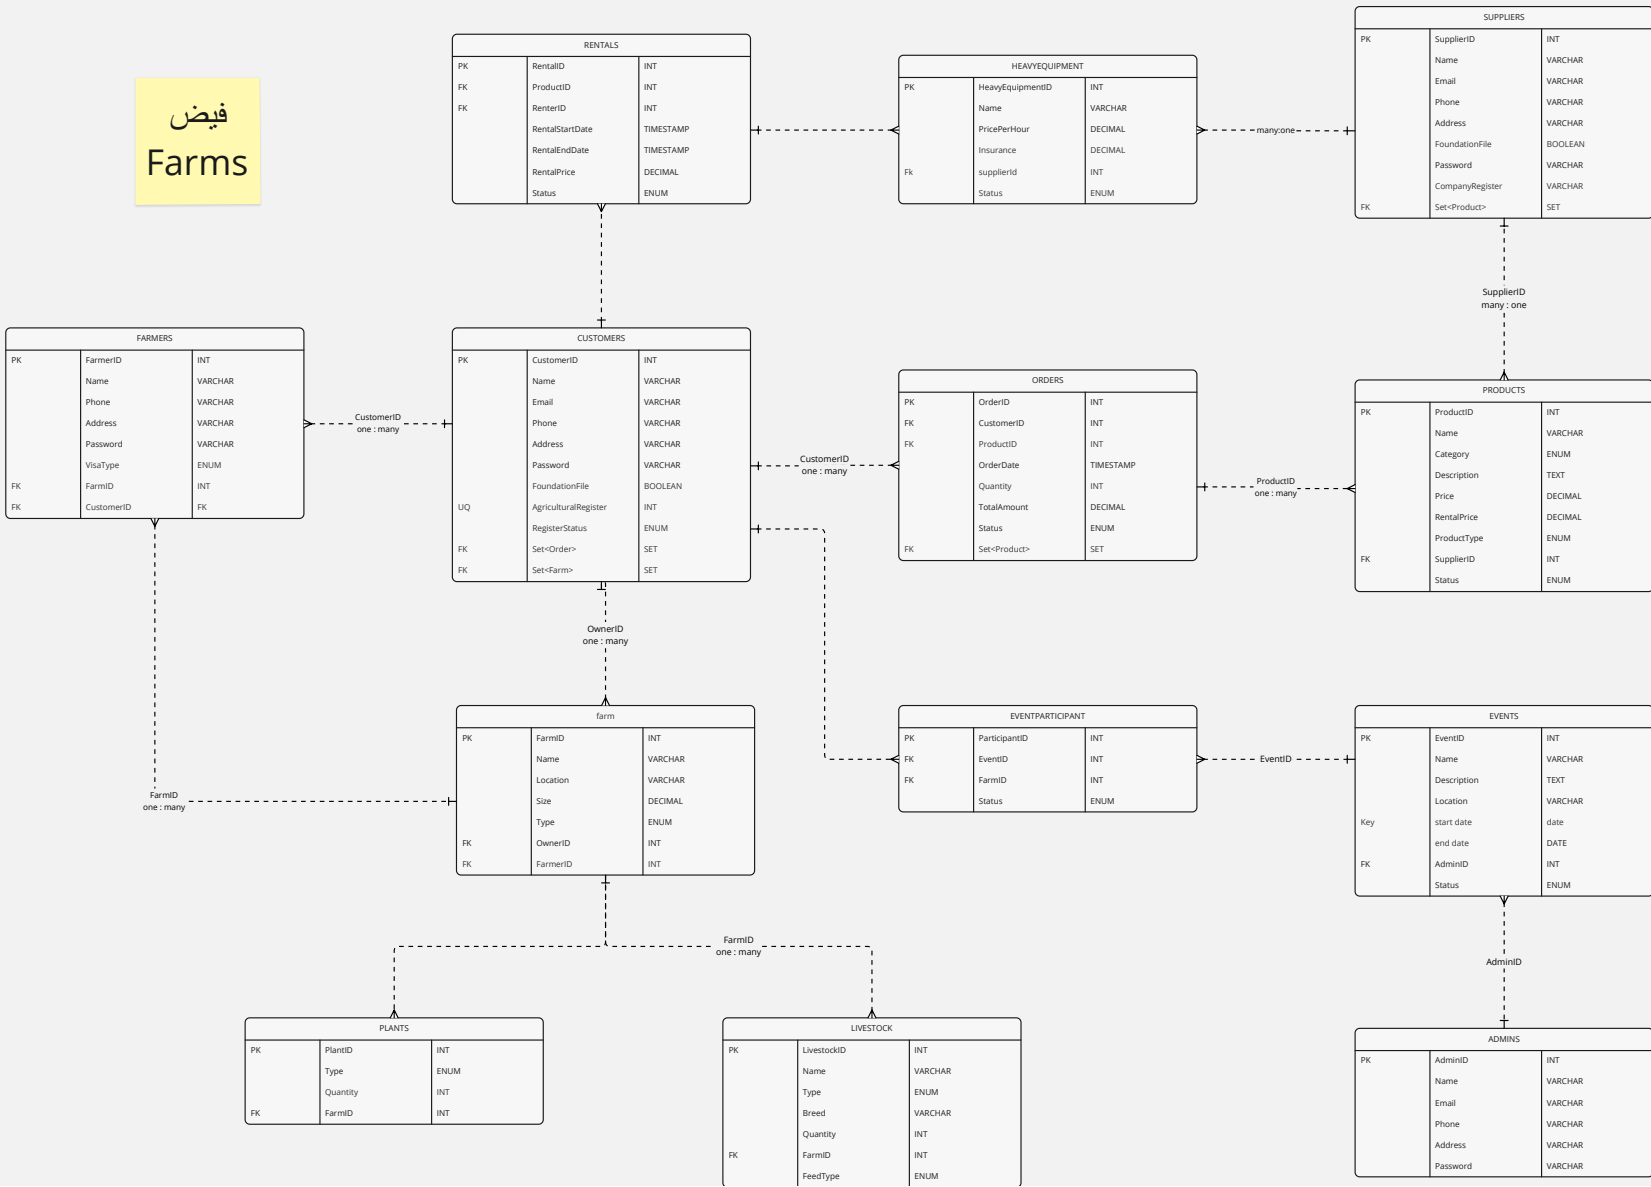 فيض
Farms
RENTALS
PK RentalID INT
FK ProductID INT
FK RenterID INT
RentalStartDate TIMESTAMP
RentalEndDate TIMESTAMP
RentalPrice DECIMAL
Status ENUM
HEAVYEQUIPMENT
PK HeavyEquipmentID INT
Name VARCHAR
PricePerHour DECIMAL
Insurance DECIMAL
Fk supplierId INT
Status ENUM
many:one
SUPPLIERS
PK SupplierID INT
Name VARCHAR
Email VARCHAR
Phone VARCHAR
Address VARCHAR
FoundationFile BOOLEAN
Password VARCHAR
CompanyRegister VARCHAR
FK Set<Product> SET
SupplierID
many : one
FARMERS
PK FarmerID INT
Name VARCHAR
Phone VARCHAR
Address VARCHAR
Password VARCHAR
VisaType ENUM
FK FarmID INT
FK CustomerID FK
CustomerID
one : many
CUSTOMERS
PK CustomerID INT
Name VARCHAR
Email VARCHAR
Phone VARCHAR
Address VARCHAR
Password VARCHAR
FoundationFile BOOLEAN
UQ AgriculturalRegister INT
RegisterStatus ENUM
FK Set<Order> SET
FK Set<Farm> SET
CustomerID
one : many
ORDERS
PK OrderID INT
FK CustomerID INT
FK ProductID INT
OrderDate TIMESTAMP
Quantity INT
TotalAmount DECIMAL
Status ENUM
FK Set<Product> SET
ProductID
one : many
PRODUCTS
PK ProductID INT
Name VARCHAR
Category ENUM
Description TEXT
Price DECIMAL
RentalPrice DECIMAL
ProductType ENUM
FK SupplierID INT
Status ENUM
OwnerID
one : many
FarmID
one : many
farm
PK FarmID INT
Name VARCHAR
Location VARCHAR
Size DECIMAL
Type ENUM
FK OwnerID INT
FK FarmerID INT
EVENTPARTICIPANT
PK ParticipantID INT
FK EventID INT
FK FarmID INT
Status ENUM
EventID
EVENTS
PK EventID INT
Name VARCHAR
Description TEXT
Location VARCHAR
Key start date date
end date DATE
FK AdminID INT
Status ENUM
FarmID
one : many
AdminID
PLANTS
PK PlantID INT
Type ENUM
Quantity INT
FK FarmID INT
LIVESTOCK
PK LivestockID INT
Name VARCHAR
Type ENUM
Breed VARCHAR
Quantity INT
FK FarmID INT
FeedType ENUM
ADMINS
PK AdminID INT
Name VARCHAR
Email VARCHAR
Phone VARCHAR
Address VARCHAR
Password VARCHAR